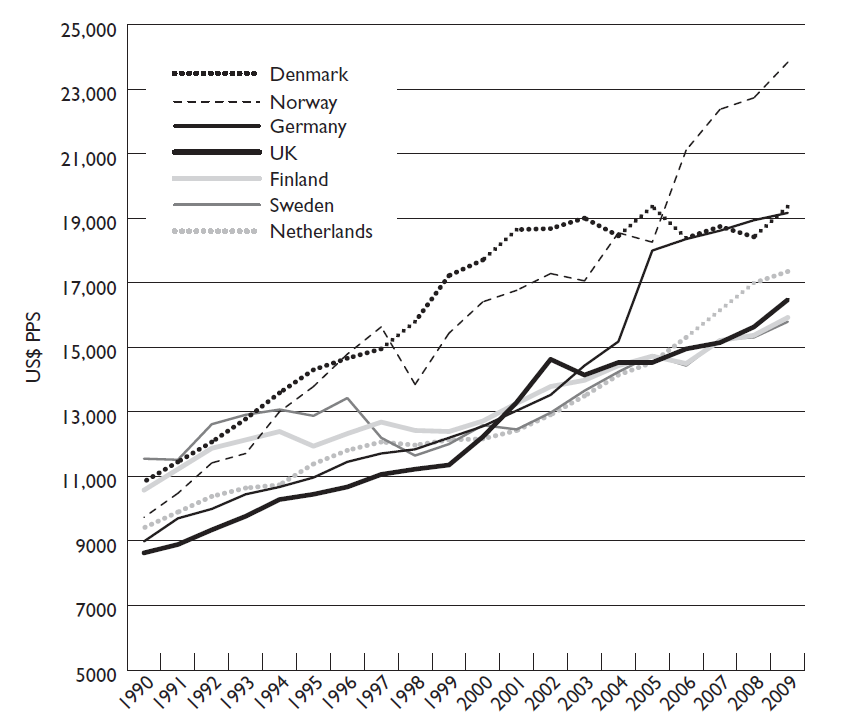 25,000
23,000
21,000
19,000
17,000
15,000
13,000
11,000
9000
7000
5000
US$ PPS
Denmark
Norway
Germany
UK
Finland
Sweden
Netherlands
1990 1991 1992 1993 1994 1995 1996 1997 1998 1999 2000 2001 2002 2003 2004 2005 2006 2007 2008 2009